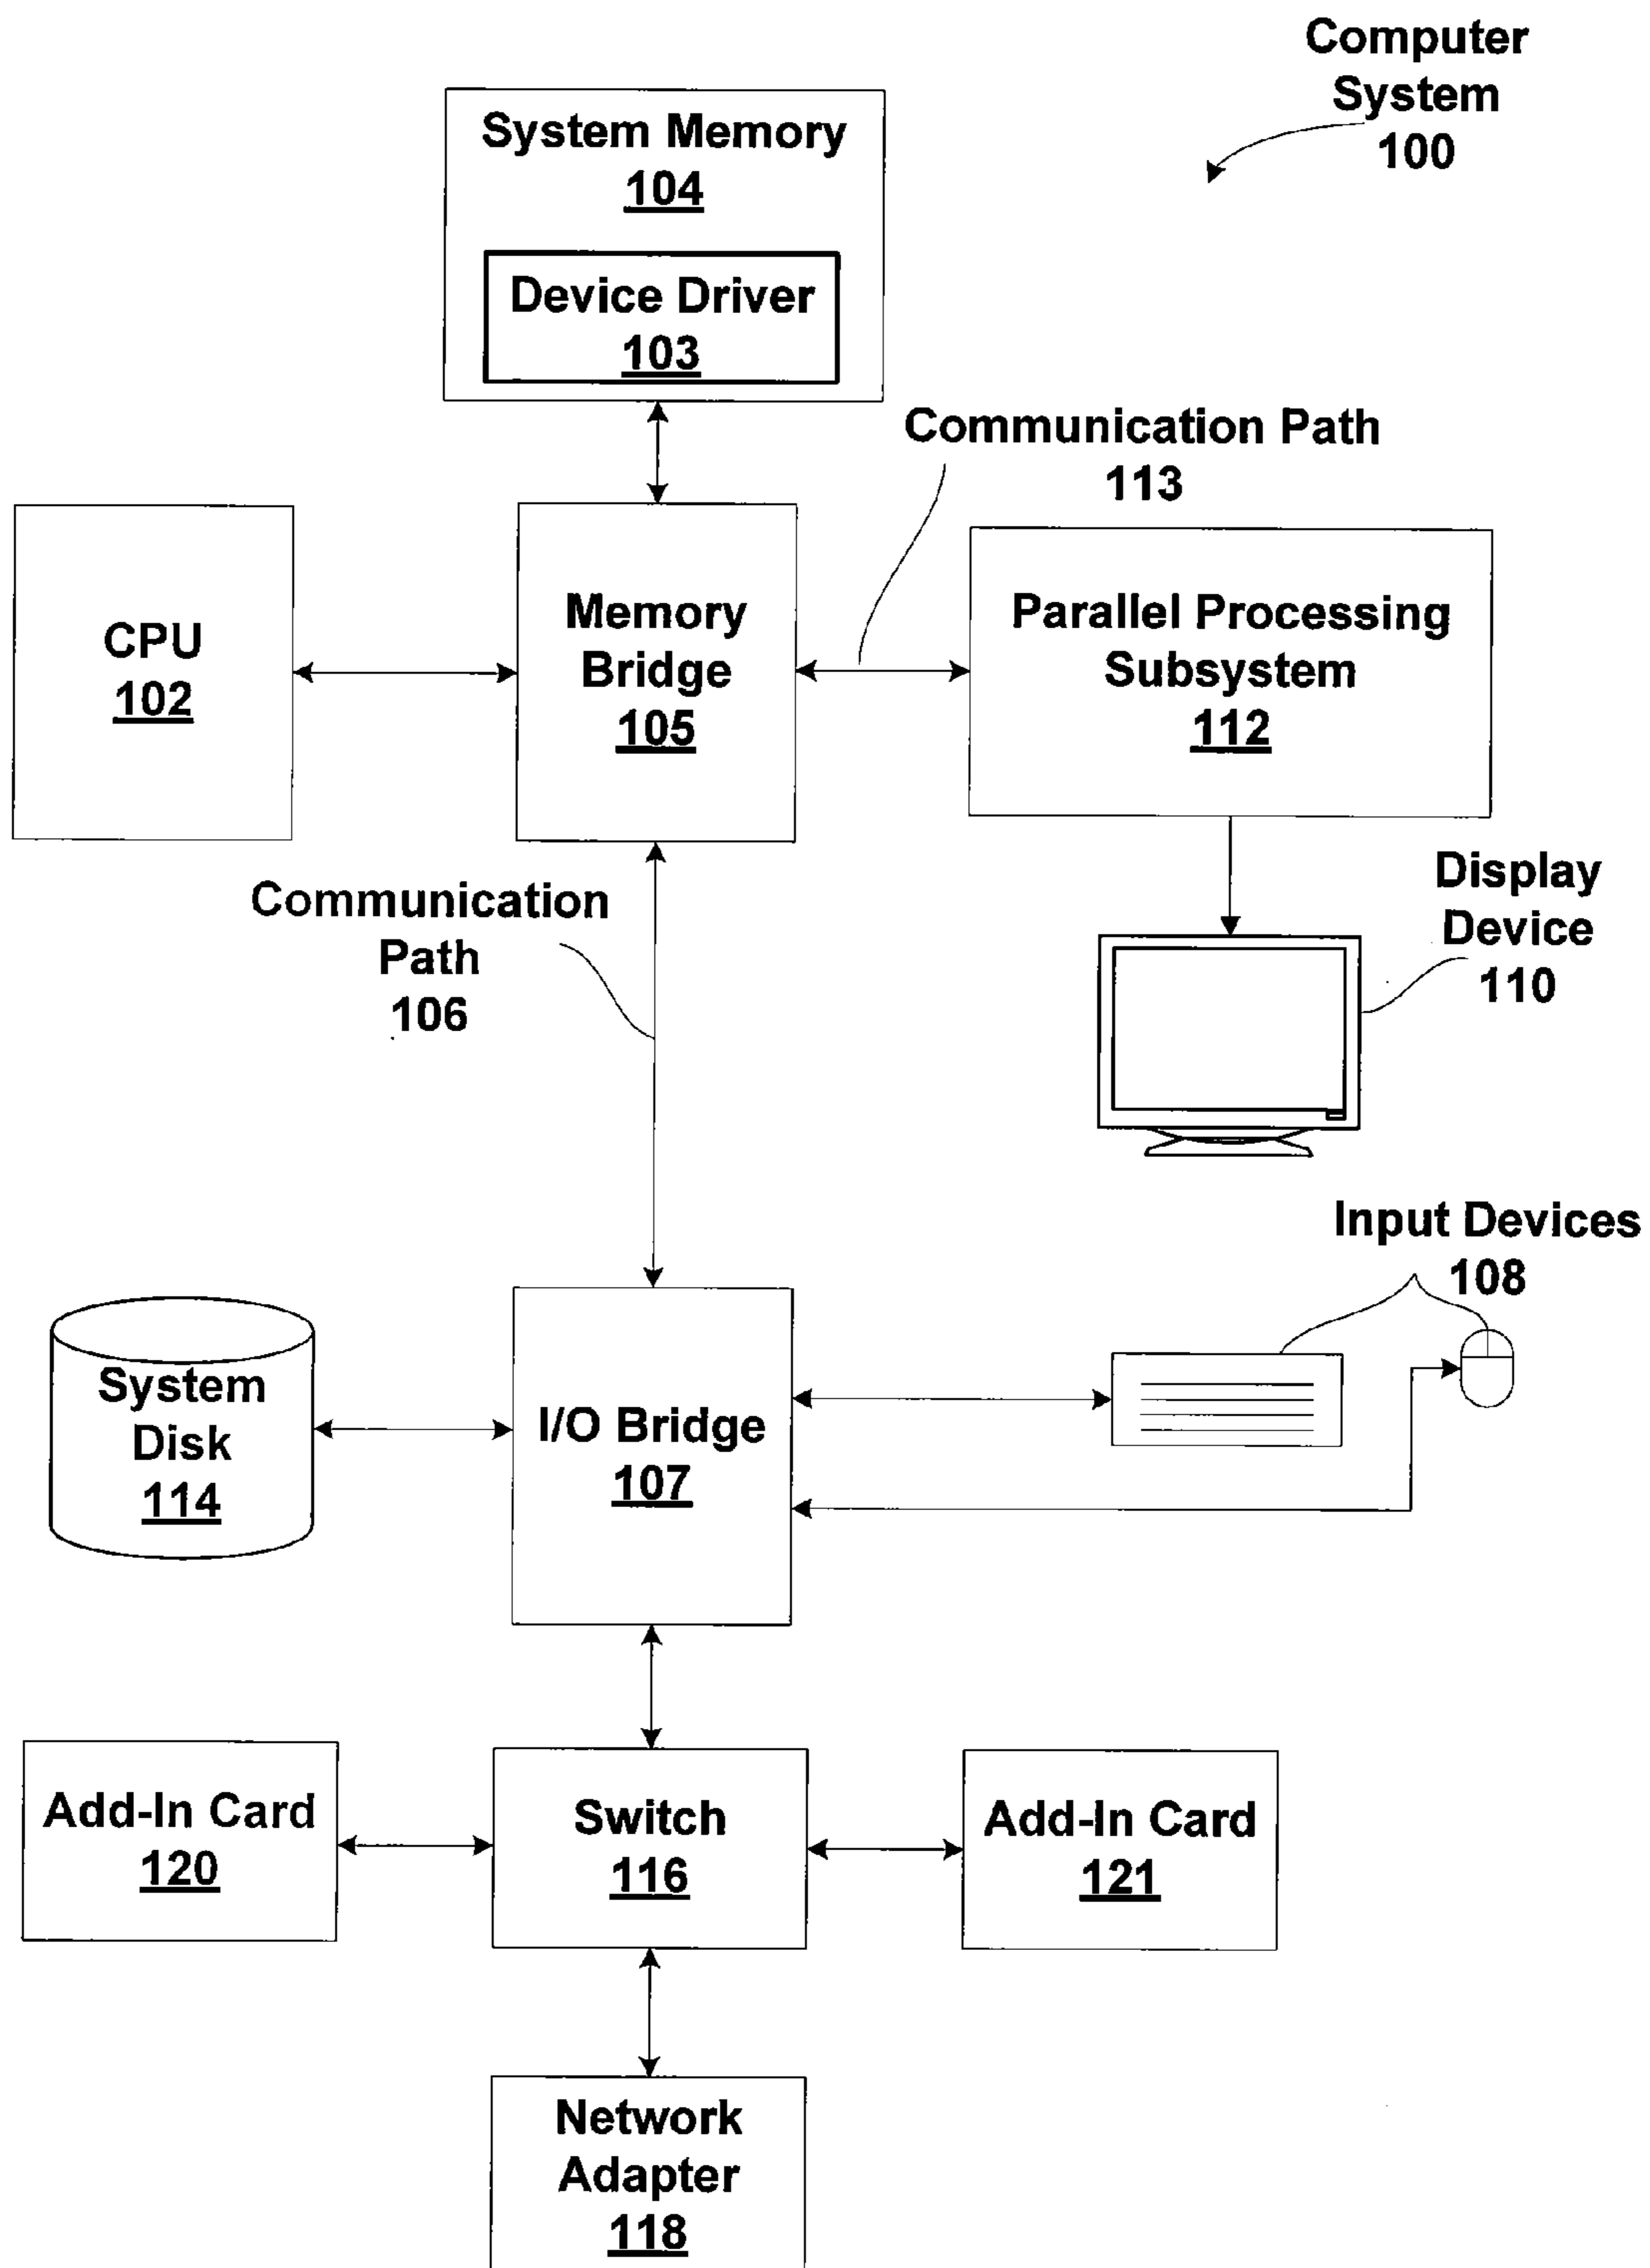 Computer
System
100
System Memory
104
Device Driver
103
Communication Path
113
CPU
102
Memory
Bridge
105
Parallel Processing
Subsystem
112
Communication
Path
106
Display
Device
110
Input Devices
108
System
Disk
114
I/O Bridge
107
Add-In Card
120
Switch
116
Add-In Card
121
Network
Adapter
118